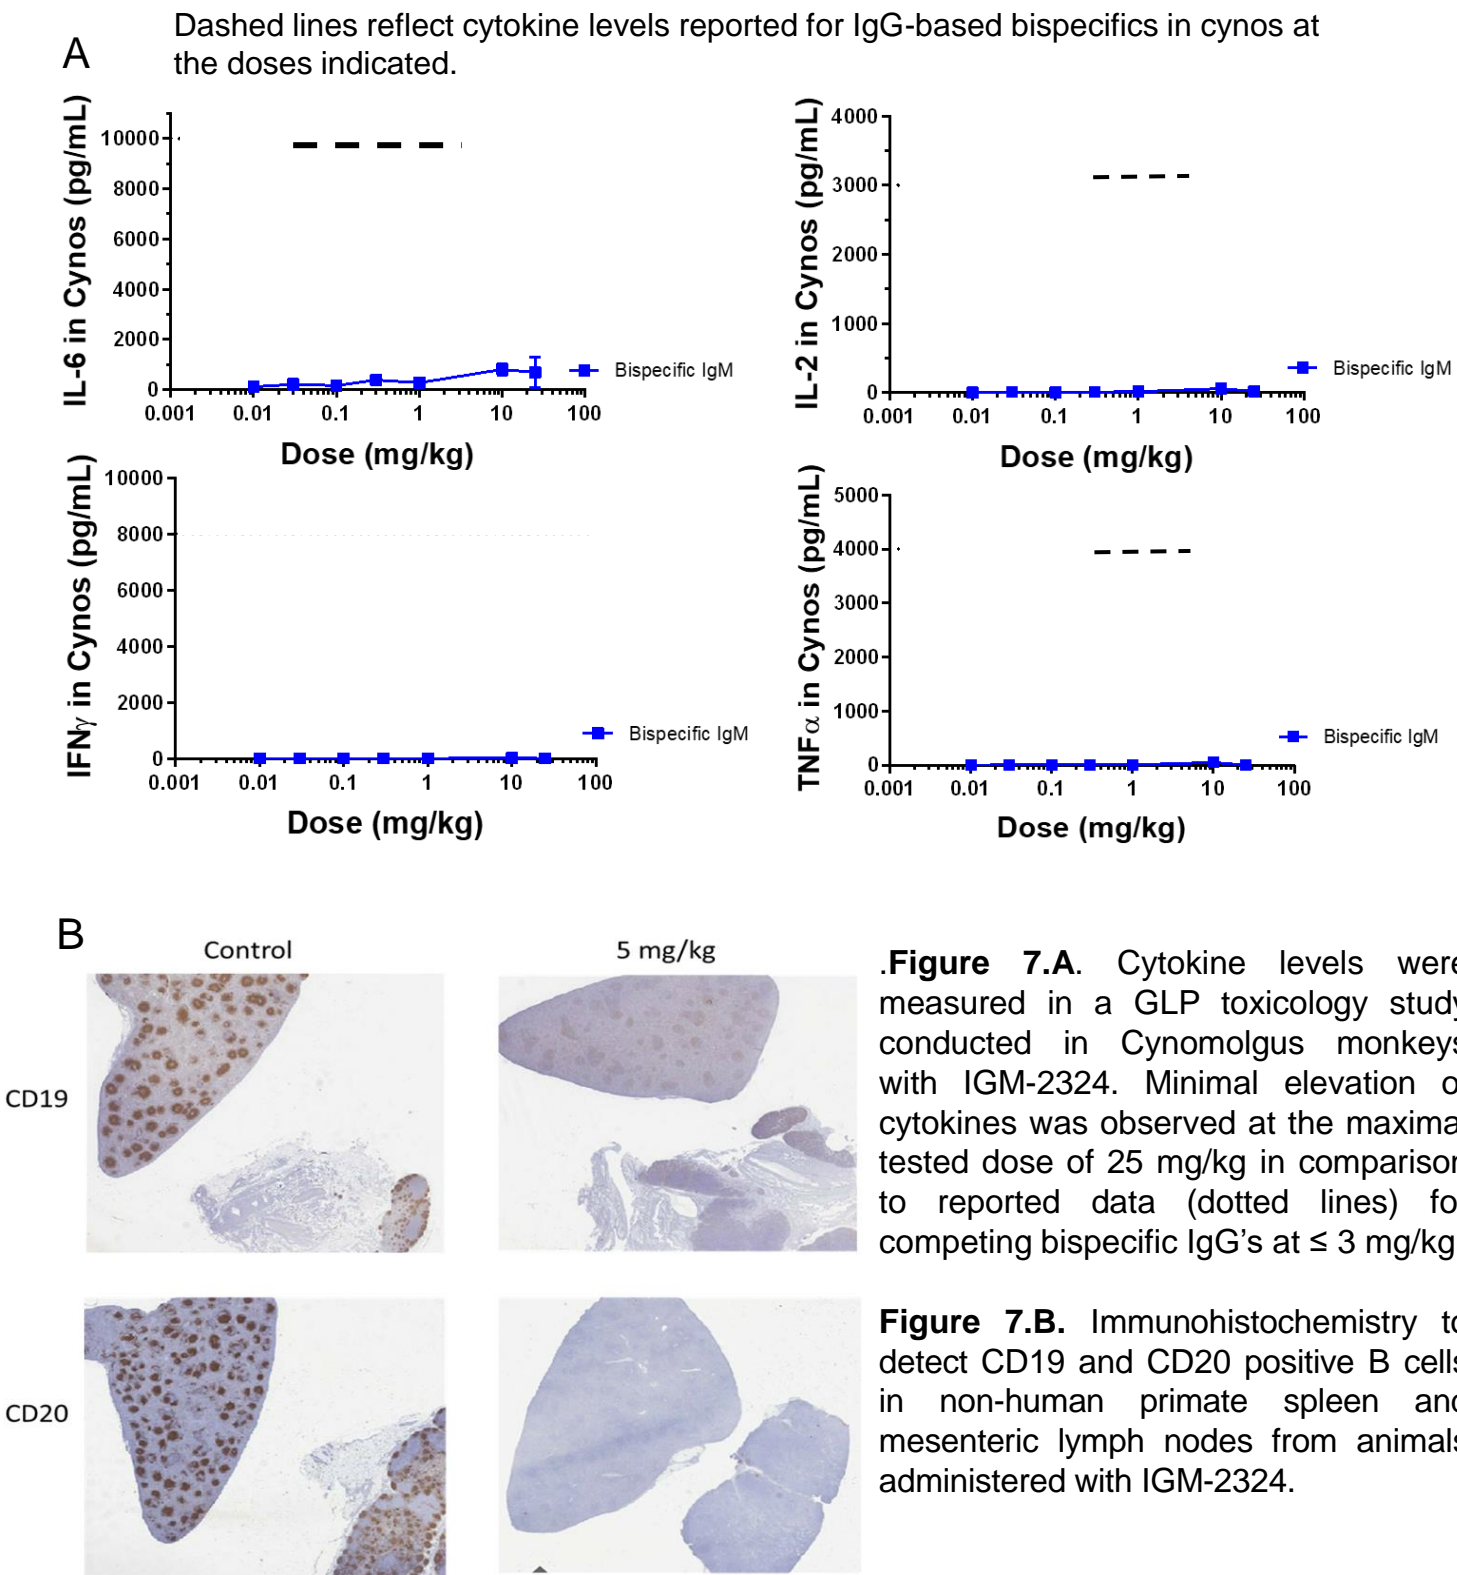 Dashed lines reflect cytokine levels reported for IgG-based bispecifics in cynos at
the doses indicated.
A
IL-6 in Cynos (pg/mL)
10000
8000
6000
4000
2000
0
0.001 0.01 0.1 1 10 100
Dose (mg/kg)
Bispecific IgM
IL-2 in Cynos (pg/mL)
4000
3000
2000
1000
0
0.001 0.01 0.1 1 10 100
Dose (mg/kg)
Bispecific IgM
IFNγ in Cynos (pg/mL)
10000
8000
6000
4000
2000
0
0.001 0.01 0.1 1 10 100
Dose (mg/kg)
Bispecific IgM
TNFα in Cynos (pg/mL)
5000
4000
3000
2000
1000
0
0.001 0.01 0.1 1 10 100
Dose (mg/kg)
Bispecific IgM
B
Control
5 mg/kg
CD19
CD20
.Figure 7.A. Cytokine levels were
measured in a GLP toxicology study
conducted in Cynomolgus monkeys
with IGM-2324. Minimal elevation of
cytokines was observed at the maximal
tested dose of 25 mg/kg in comparison
to reported data (dotted lines) for
competing bispecific IgG's at ≤ 3 mg/kg
Figure 7.B. Immunohistochemistry to
detect CD19 and CD20 positive B cells
in non-human primate spleen and
mesenteric lymph nodes from animals
administered with IGM-2324.